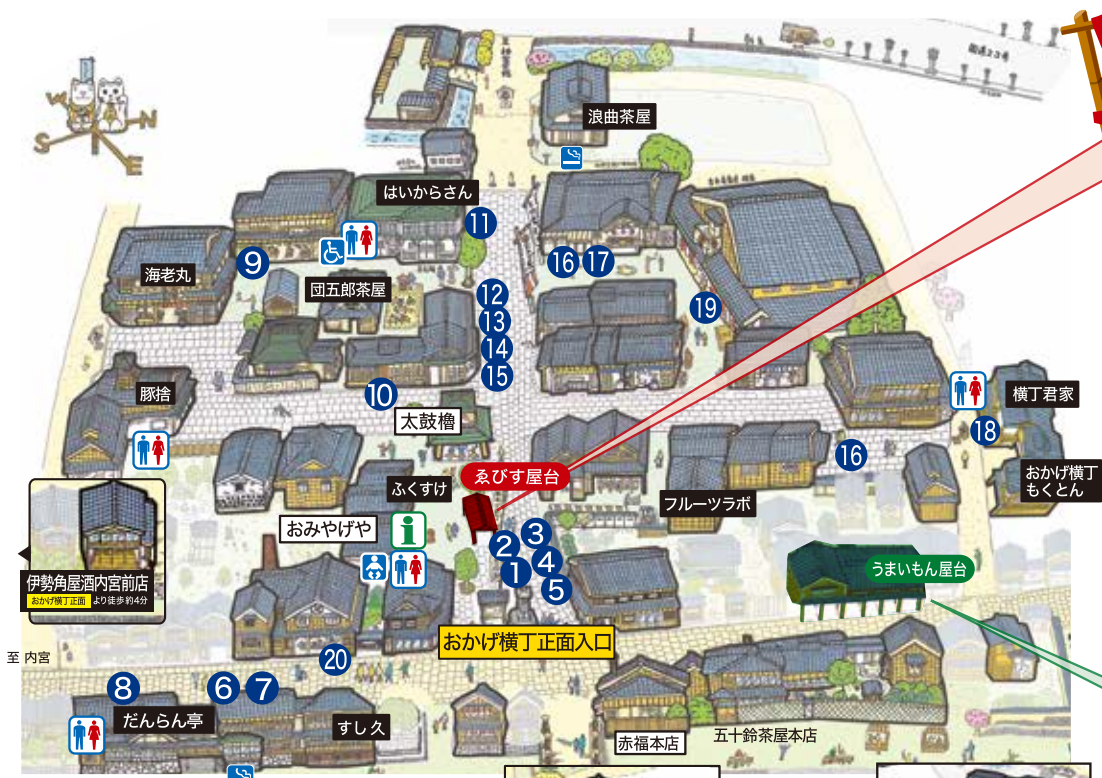 W
N
S
E
国道23号
浪曲茶屋
はいからさん
11
16
17
9
海老丸
団五郎茶屋
12
13
14
15
19
10
豚捨
太鼓櫓
横丁君家
18
16
ゑびす屋台
ふくすけ
フルーツラボ
おかげ横丁
もくとん
おみやげや
i
2
3
1
4
5
うまいもん屋台
伊勢角屋酒内宮前店
おかげ横丁正面 より徒歩約4分
おかげ横丁正面入口
至 内宮
20
8
6
7
だんらん亭
すし久
赤福本店
五十鈴茶屋本店